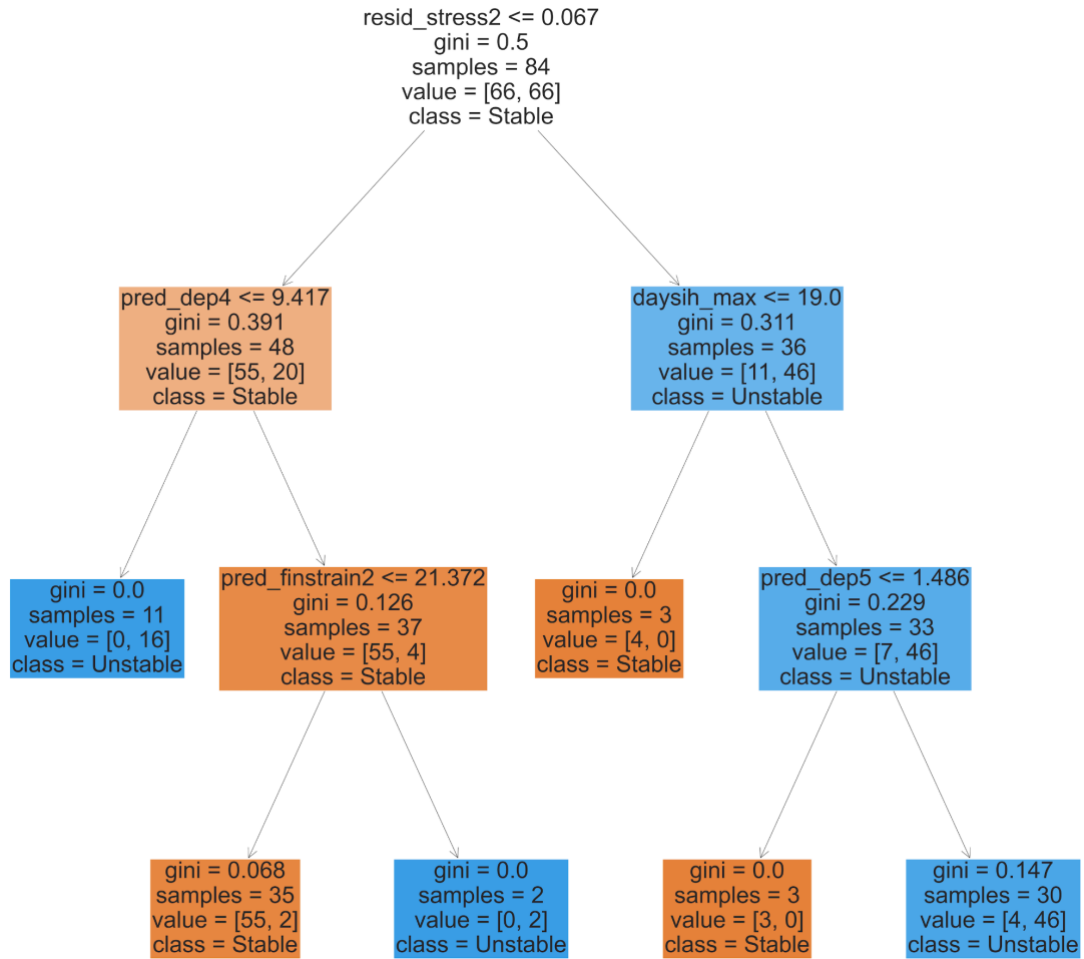 resid_stress2 <= 0.067
gini = 0.5
samples = 84
value = [66, 66]
class = Stable
pred_dep4 <= 9.417
gini = 0.391
samples = 48
value = [55, 20]
class = Stable
daysih_max <= 19.0
gini = 0.311
samples = 36
value = [11, 46]
class = Unstable
gini = 0.0
samples = 11
value = [0, 16]
class = Unstable
pred_finstrain2 <= 21.372
gini = 0.126
samples = 37
value = [55, 4]
class = Stable
gini = 0.0
samples = 3
value = [4, 0]
class = Stable
pred_dep5 <= 1.486
gini = 0.229
samples = 33
value = [7, 46]
class = Unstable
gini = 0.068
samples = 35
value = [55, 2]
class = Stable
gini = 0.0
samples = 2
value = [0, 2]
class = Unstable
gini = 0.0
samples = 3
value = [3, 0]
class = Stable
gini = 0.147
samples = 30
value = [4, 46]
class = Unstable